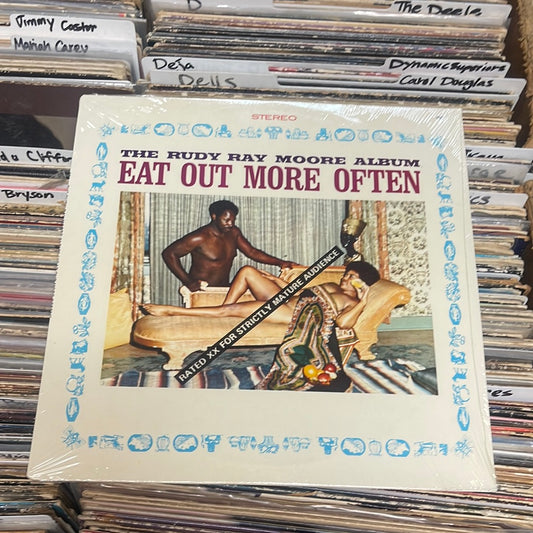 Jimmy Castor
Mariah Carey
D
The Deele
DeJa
Dells
Dynamic Superiors
Carol Douglas
Bryson
STEREO
THE RUDY RAY MOORE ALBUM
EAT OUT MORE OFTEN
RATED XX FOR STRICTLY MATURE AUDIENCE